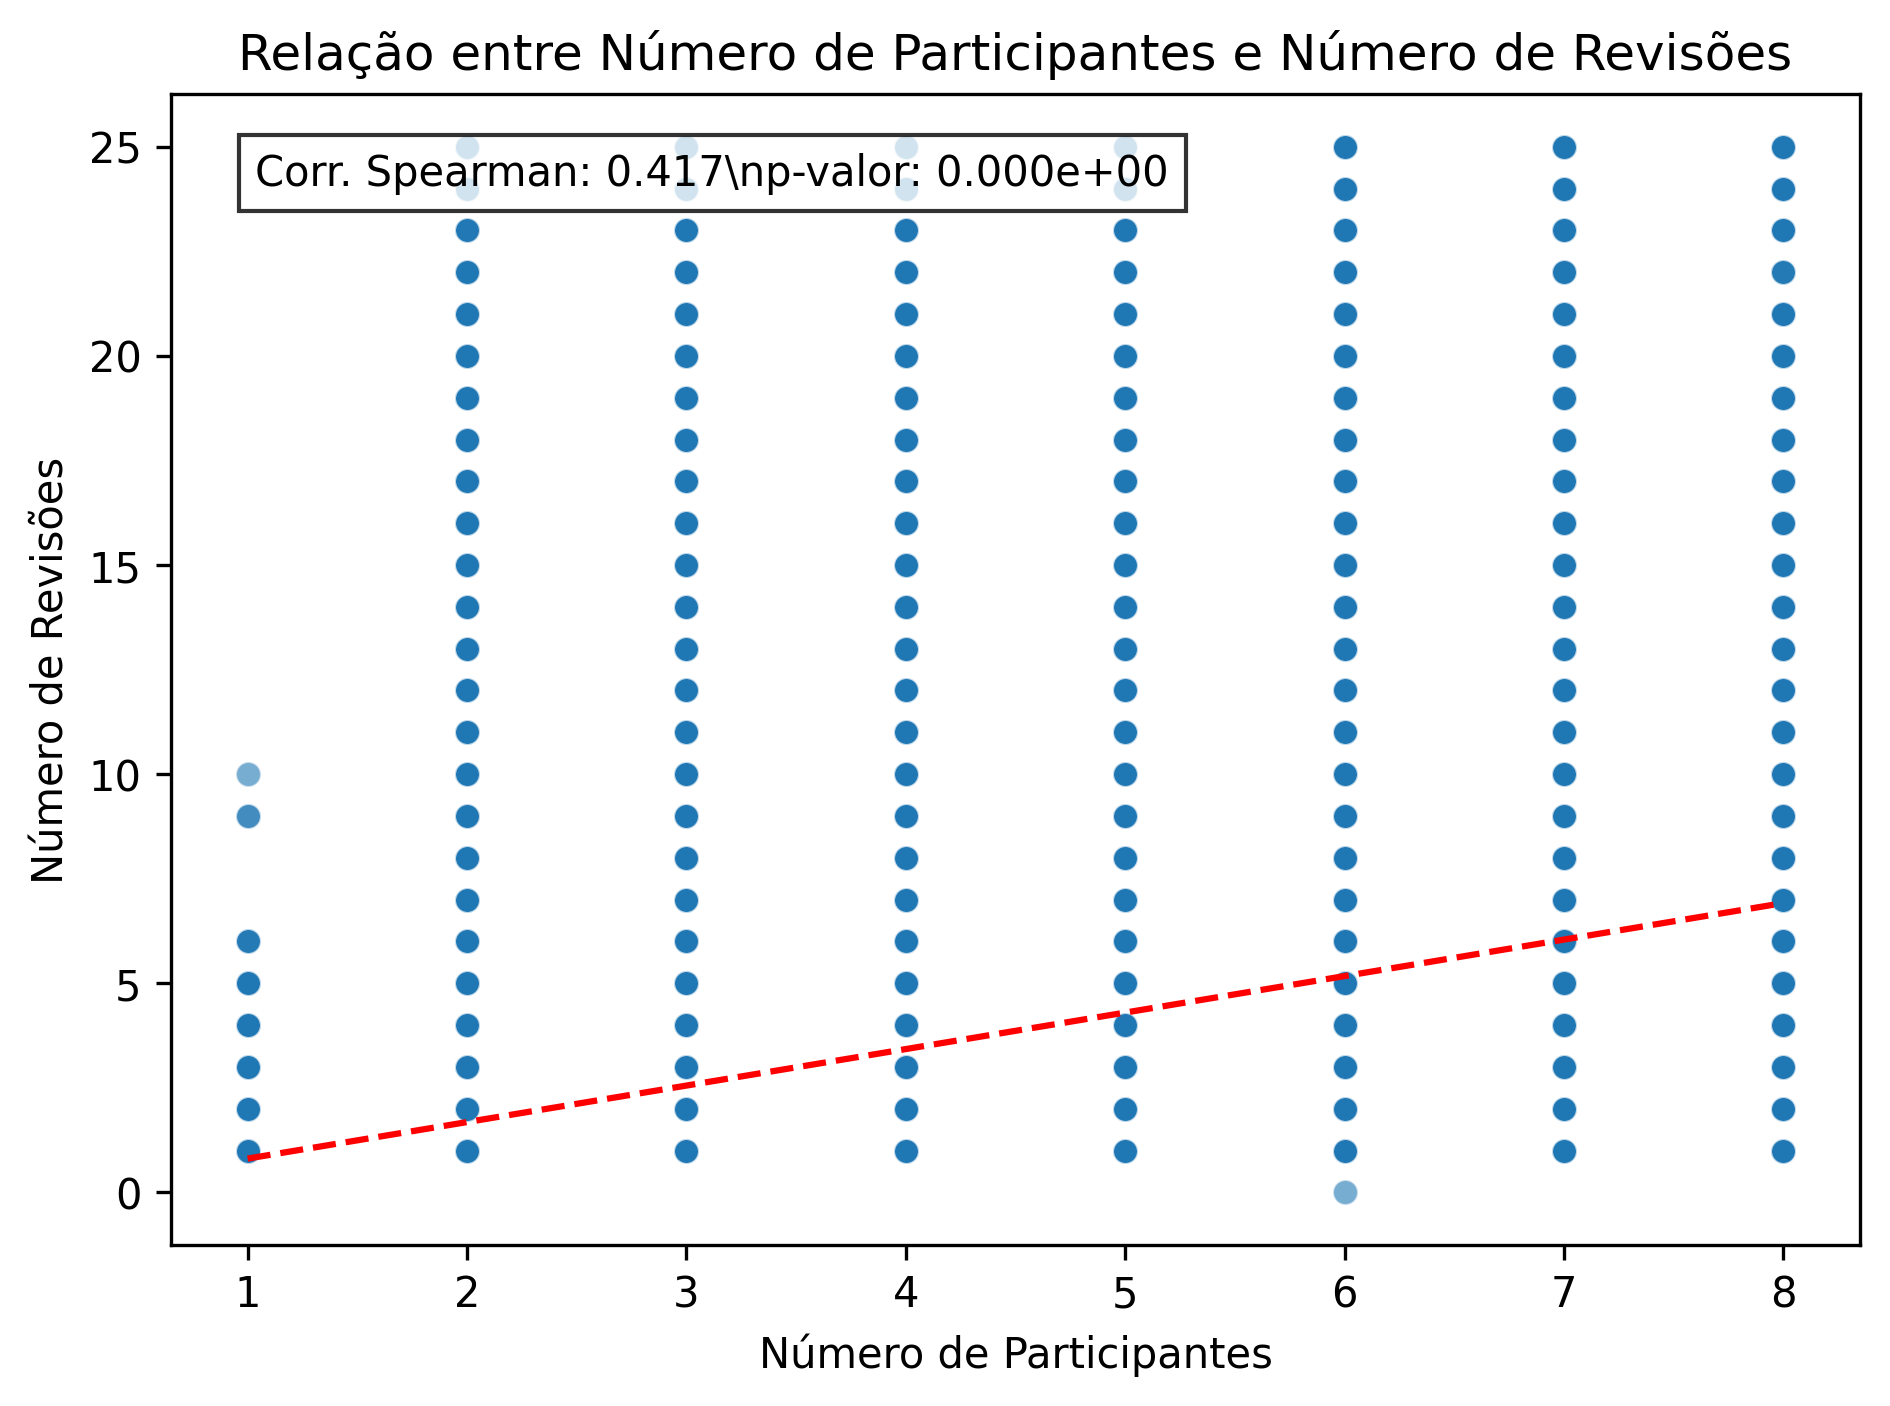 Relação entre Número de Participantes e Número de Revisões
Corr. Spearman: 0.417\np-valor: 0.000e+00
Número de Revisões
25
20
15
10
5
0
1 2 3 4 5 6 7 8
Número de Participantes